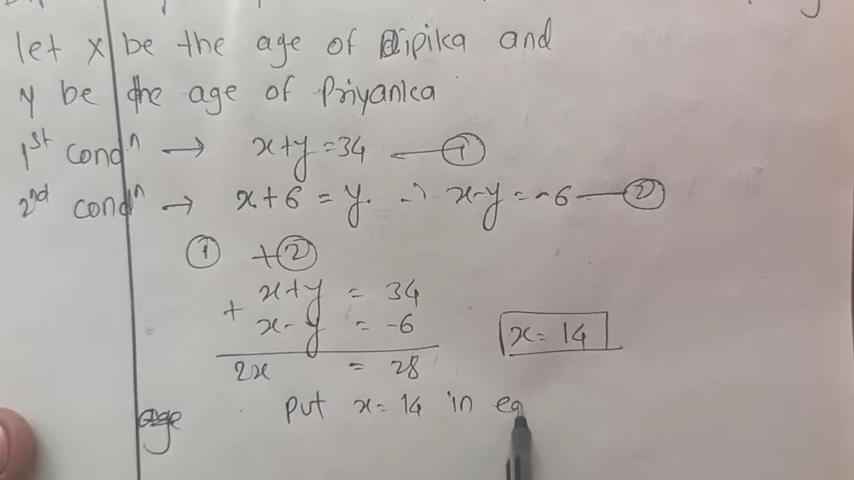 let x be the age of Dipika and
y be the age of Priyanka
1st condn → x+y=34 — ①
2nd condn → x+6 = y. ∴ x-y=-6 — ②
① + ②
x+y = 34
+ x-y = -6
x=14
2x = 28
put x=14 in eq